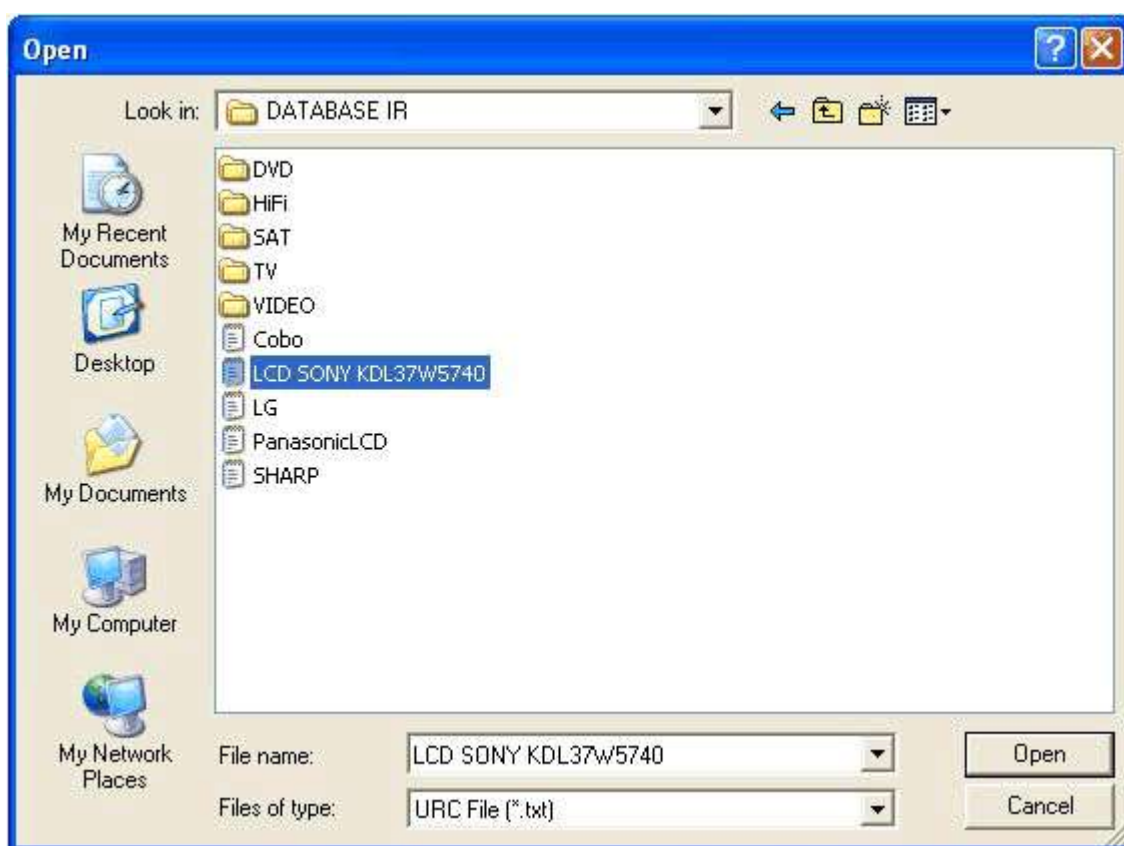 Open
Look in:
DATABASE IR
My Recent
Documents
Desktop
My Documents
My Computer
My Network
Places
DVD
HiFi
SAT
TV
VIDEO
Cobo
LCD SONY KDL37W5740
LG
PanasonicLCD
SHARP
File name:
LCD SONY KDL37W5740
Open
Files of type:
URC File (*.txt)
Cancel